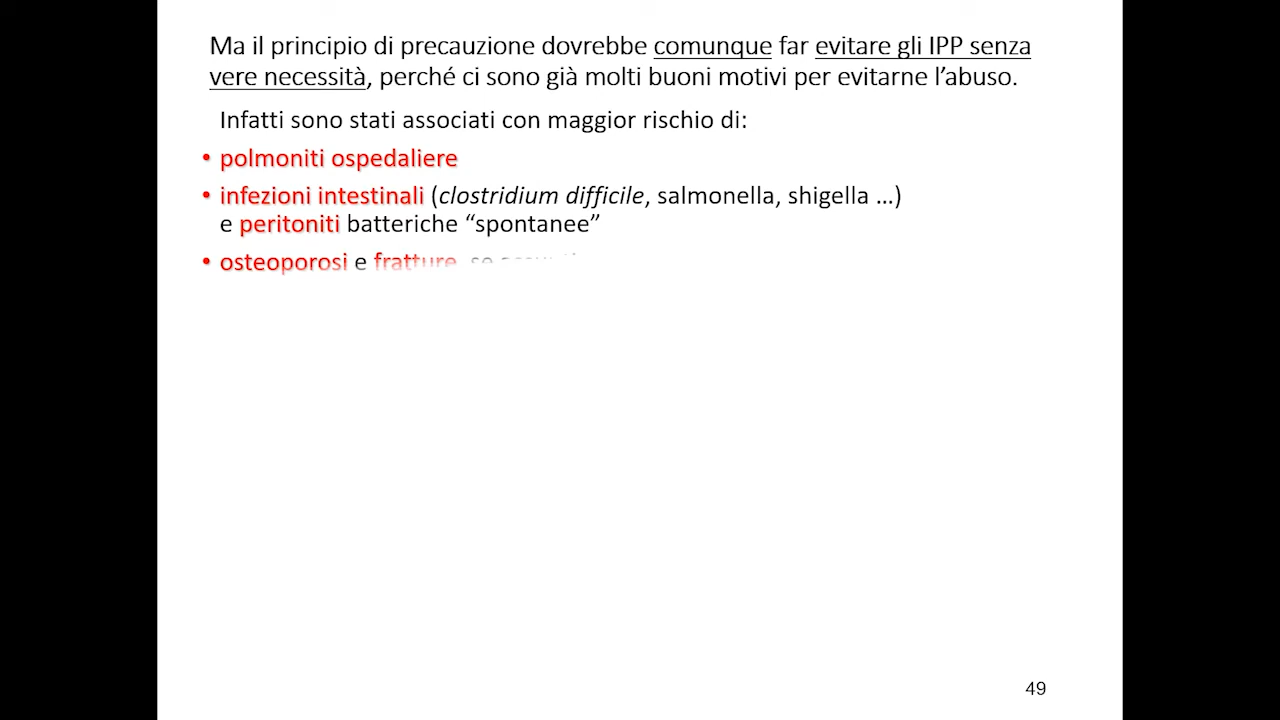 Ma il principio di precauzione dovrebbe comunque far evitare gli IPP senza
vere necessità, perché ci sono già molti buoni motivi per evitarne l’abuso.
Infatti sono stati associati con maggior rischio di:
• polmoniti ospedaliere
• infezioni intestinali (clostridium difficile, salmonella, shigella …)
e peritoniti batteriche “spontanee”
• osteoporosi e fratture, se
49